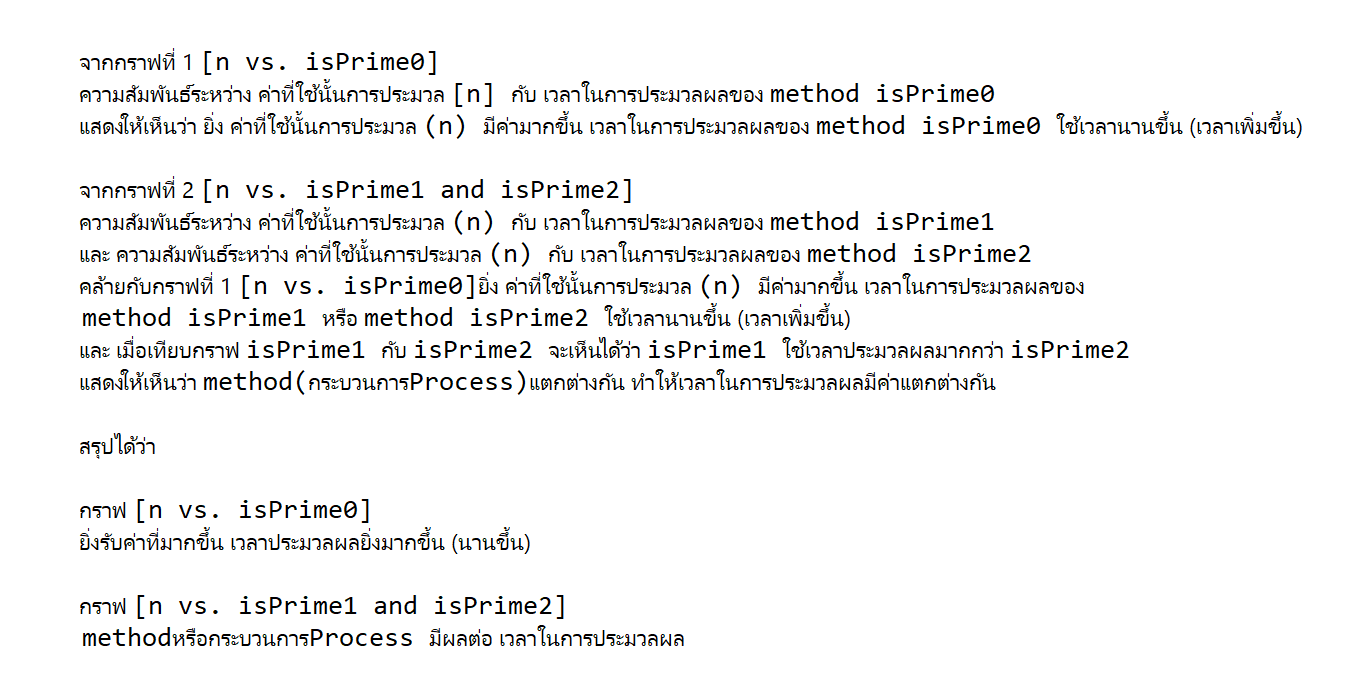 จากกราฟที่ 1 [n vs. isPrime0]
ความสัมพันธ์ระหว่าง ค่าที่ใช้นั้นการประมวล [n] กับ เวลาในการประมวลผลของ method isPrime0
แสดงให้เห็นว่า ยิ่ง ค่าที่ใช้นั้นการประมวล (n) มีค่ามากขึ้น เวลาในการประมวลผลของ method isPrime0 ใช้เวลานานขึ้น (เวลาเพิ่มขึ้น)
จากกราฟที่ 2 [n vs. isPrime1 and isPrime2]
ความสัมพันธ์ระหว่าง ค่าที่ใช้นั้นการประมวล (n) กับ เวลาในการประมวลผลของ method isPrime1
และ ความสัมพันธ์ระหว่าง ค่าที่ใช้นั้นการประมวล (n) กับ เวลาในการประมวลผลของ method isPrime2
คล้ายกับกราฟที่ 1 [n vs. isPrime0]ยิ่ง ค่าที่ใช้นั้นการประมวล (n) มีค่ามากขึ้น เวลาในการประมวลผลของ
method isPrime1 หรือ method isPrime2 ใช้เวลานานขึ้น (เวลาเพิ่มขึ้น)
และ เมื่อเทียบกราฟ isPrime1 กับ isPrime2 จะเห็นได้ว่า isPrime1 ใช้เวลาประมวลผลมากกว่า isPrime2
แสดงให้เห็นว่า method(กระบวนการProcess)แตกต่างกัน ทำให้เวลาในการประมวลผลมีค่าแตกต่างกัน
สรุปได้ว่า
กราฟ [n vs. isPrime0]
ยิ่งรับค่าที่มากขึ้น เวลาประมวลผลยิ่งมากขึ้น (นานขึ้น)
กราฟ [n vs. isPrime1 and isPrime2]
methodหรือกระบวนการProcess มีผลต่อ เวลาในการประมวลผล